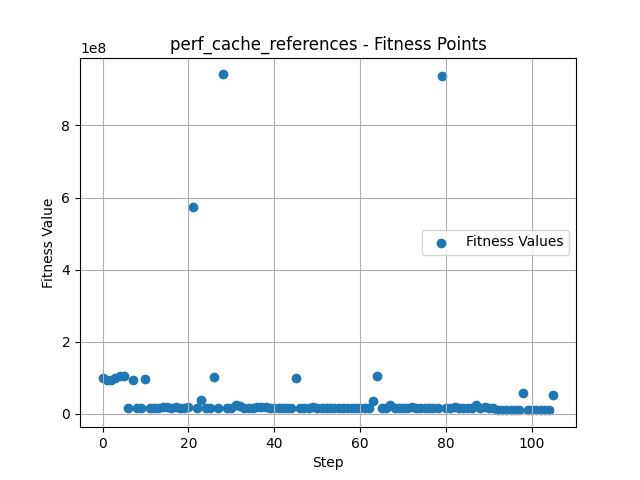 perf_cache_references - Fitness Points
1e8
8
6
4
2
0
Fitness Value
Fitness Values
0 20 40 60 80 100
Step